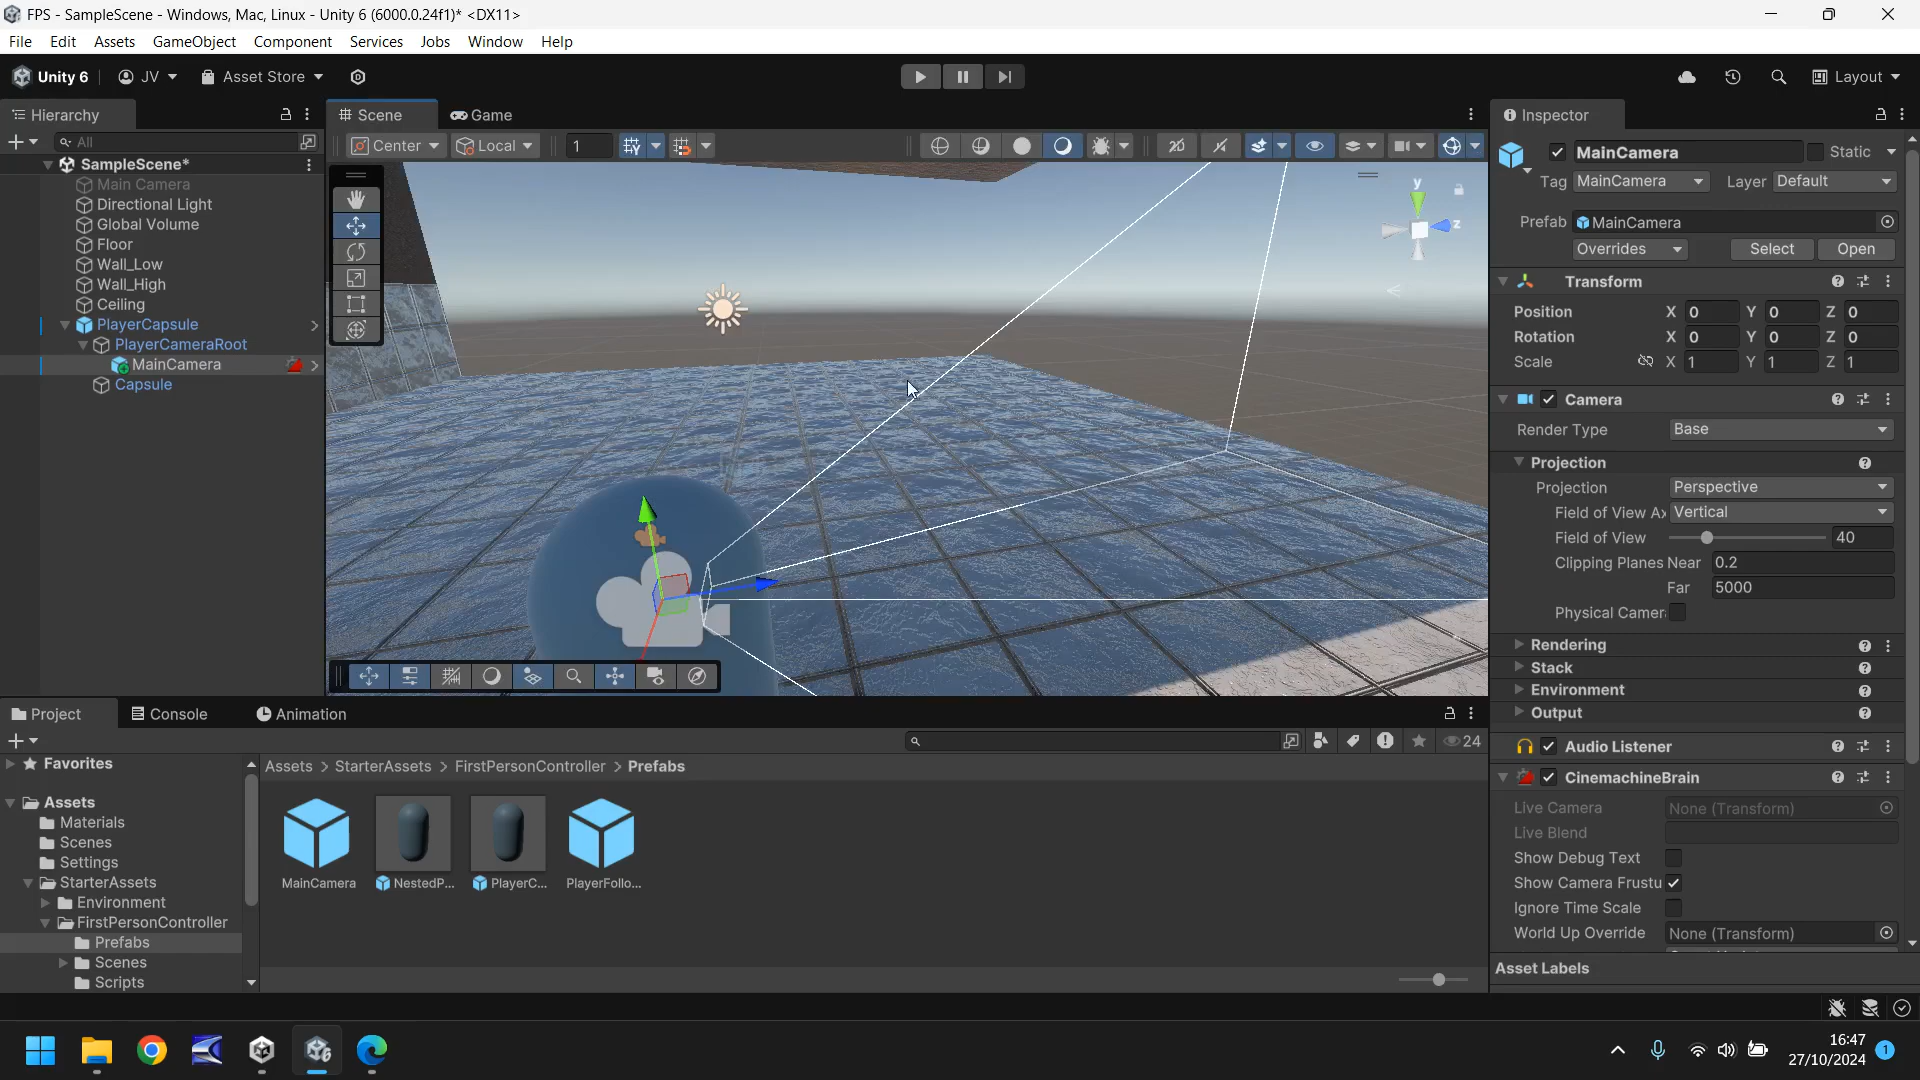 FPS - SampleScene - Windows, Mac, Linux - Unity 6 (6000.0.24f1)* <DX11>
File Edit Assets GameObject Component Services Jobs Window Help
Unity 6 JV Asset Store Layout
Hierarchy
All
SampleScene*
Main Camera
Directional Light
Global Volume
Floor
Wall_Low
Wall_High
Ceiling
PlayerCapsule
PlayerCameraRoot
MainCamera
Capsule
Scene Game
Center Local 1
2D
y
z
Inspector
MainCamera Static
Tag MainCamera Layer Default
Prefab MainCamera
Overrides Select Open
Transform
Position X 0 Y 0 Z 0
Rotation X 0 Y 0 Z 0
Scale X 1 Y 1 Z 1
Camera
Render Type Base
Projection
Projection Perspective
Field of View Ax Vertical
Field of View 40
Clipping Planes Near 0.2
Far 5000
Physical Camer
Rendering
Stack
Environment
Output
Audio Listener
CinemachineBrain
Live Camera None (Transform)
Live Blend
Show Debug Text
Show Camera Frustu
Ignore Time Scale
World Up Override None (Transform)
Asset Labels
Project Console Animation
24
Favorites
Assets
Materials
Scenes
Settings
StarterAssets
Environment
FirstPersonController
Prefabs
Scenes
Scripts
Assets > StarterAssets > FirstPersonController > Prefabs
MainCamera NestedP... PlayerC... PlayerFollo...
16:47
27/10/2024
1